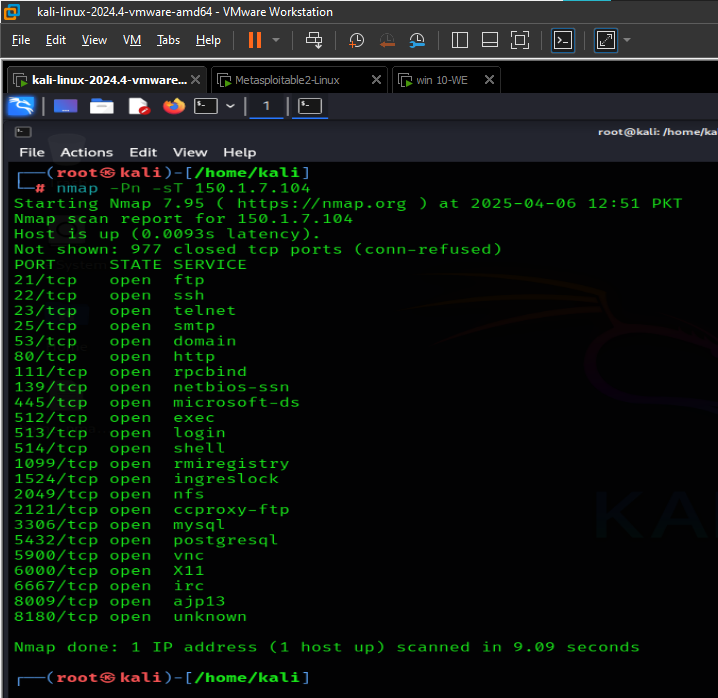 kali-linux-2024.4-vmware-amd64 - VMware Workstation
File Edit View VM Tabs Help
kali-linux-2024.4-vmware... Metasploitable2-Linux win 10-WE
1
root@kali: /home/ka
File Actions Edit View Help
(root㉿kali)-[/home/kali]
# nmap -Pn -sT 150.1.7.104
Starting Nmap 7.95 ( https://nmap.org ) at 2025-04-06 12:51 PKT
Nmap scan report for 150.1.7.104
Host is up (0.0093s latency).
Not shown: 977 closed tcp ports (conn-refused)
PORT STATE SERVICE
21/tcp open ftp
22/tcp open ssh
23/tcp open telnet
25/tcp open smtp
53/tcp open domain
80/tcp open http
111/tcp open rpcbind
139/tcp open netbios-ssn
445/tcp open microsoft-ds
512/tcp open exec
513/tcp open login
514/tcp open shell
1099/tcp open rmiregistry
1524/tcp open ingreslock
2049/tcp open nfs
2121/tcp open ccproxy-ftp
3306/tcp open mysql
5432/tcp open postgresql
5900/tcp open vnc
6000/tcp open X11
6667/tcp open irc
8009/tcp open ajp13
8180/tcp open unknown
Nmap done: 1 IP address (1 host up) scanned in 9.09 seconds
(root㉿kali)-[/home/kali]
KA